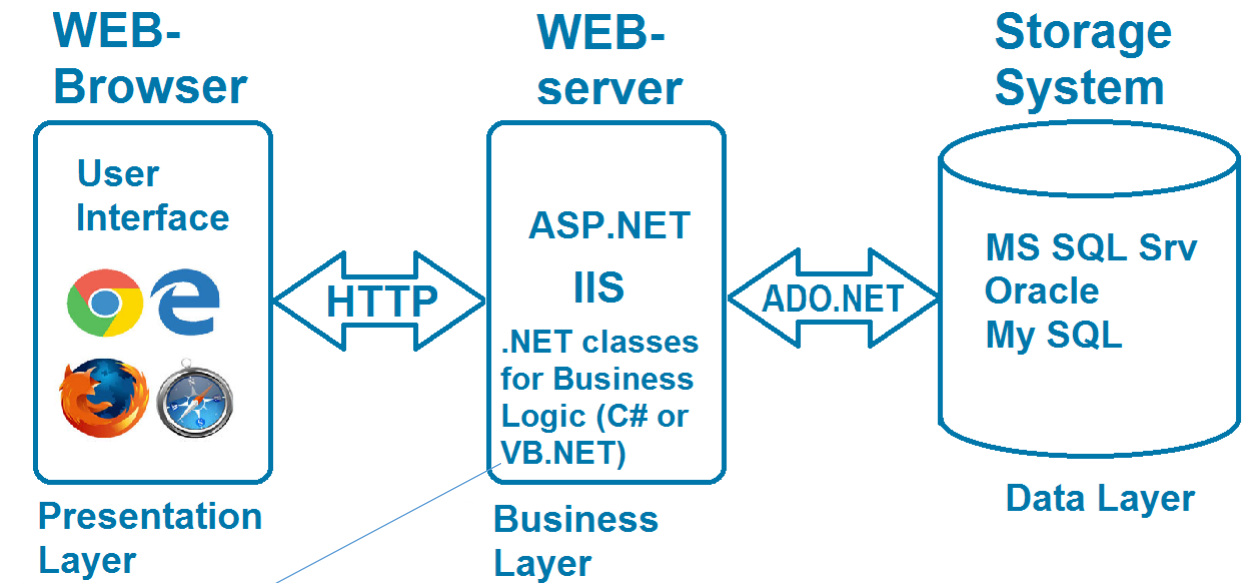 WEB-
Browser
User
Interface
Presentation
Layer
HTTP
WEB-
server
ASP.NET
IIS
.NET classes
for Business
Logic (C# or
VB.NET)
Business
Layer
ADO.NET
Storage
System
MS SQL Srv
Oracle
My SQL
Data Layer